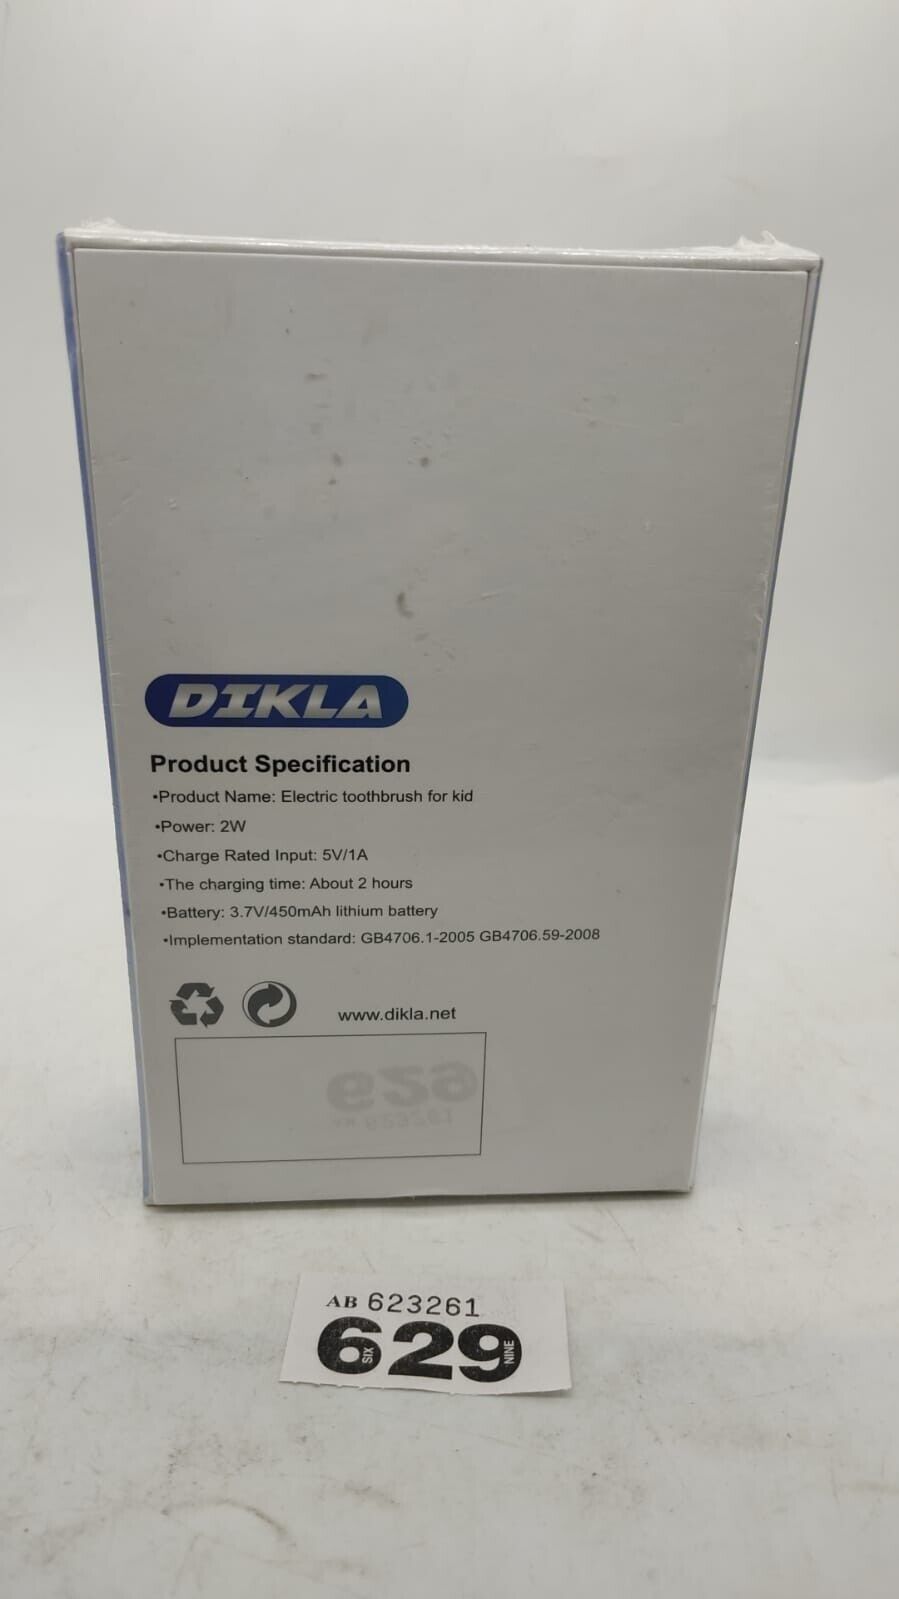 DIKLA
Product Specification
•Product Name: Electric toothbrush for kid
•Power: 2W
•Charge Rated Input: 5V/1A
•The charging time: About 2 hours
•Battery: 3.7V/450mAh lithium battery
•Implementation standard: GB4706.1-2005 GB4706.59-2008
www.dikla.net
AB 623261
629
SIX
NINE